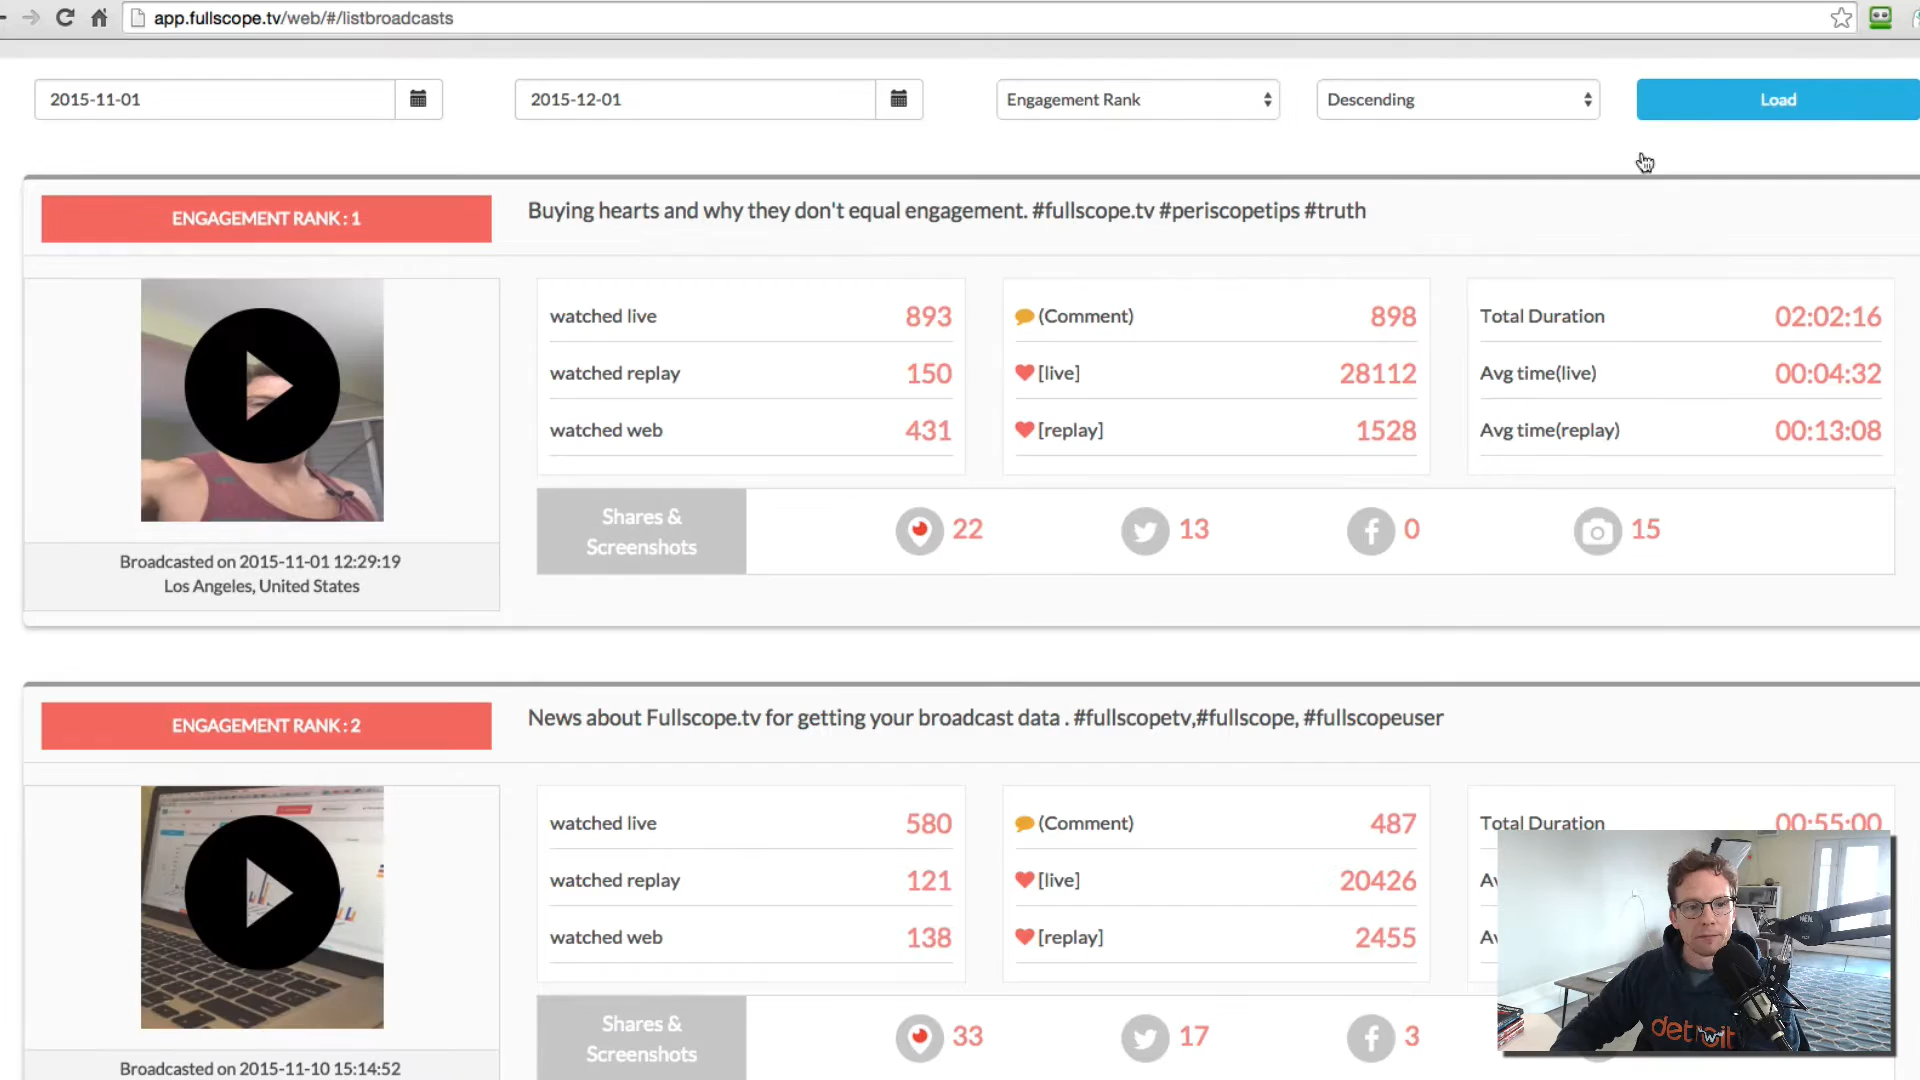 app.fullscope.tv/web/#/listbroadcasts
2015-11-01
2015-12-01
Engagement Rank
Descending
Load
ENGAGEMENT RANK : 1
Buying hearts and why they don't equal engagement. #fullscope.tv #periscopetips #truth
watched live 893
watched replay 150
watched web 431
(Comment) 898
[live] 28112
[replay] 1528
Total Duration 02:02:16
Avg time(live) 00:04:32
Avg time(replay) 00:13:08
Shares &
Screenshots
22
13
0
15
Broadcasted on 2015-11-01 12:29:19
Los Angeles, United States
ENGAGEMENT RANK : 2
News about Fullscope.tv for getting your broadcast data . #fullscopetv,#fullscope, #fullscopeuser
watched live 580
watched replay 121
watched web 138
(Comment) 487
[live] 20426
[replay] 2455
Total Duration 00:55:00
Shares &
Screenshots
33
17
3
Broadcasted on 2015-11-10 15:14:52
detroit